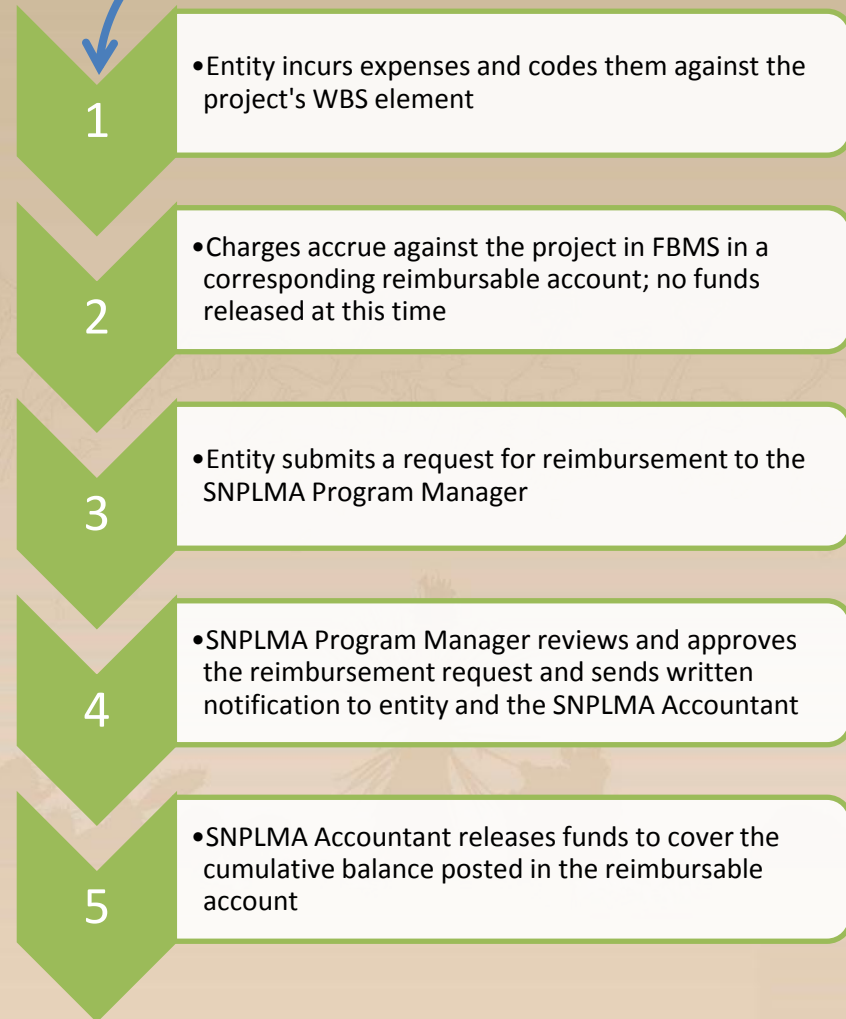 1
•Entity incurs expenses and codes them against the
project's WBS element
2
•Charges accrue against the project in FBMS in a
corresponding reimbursable account; no funds
released at this time
3
•Entity submits a request for reimbursement to the
SNPLMA Program Manager
4
•SNPLMA Program Manager reviews and approves
the reimbursement request and sends written
notification to entity and the SNPLMA Accountant
5
•SNPLMA Accountant releases funds to cover the
cumulative balance posted in the reimbursable
account